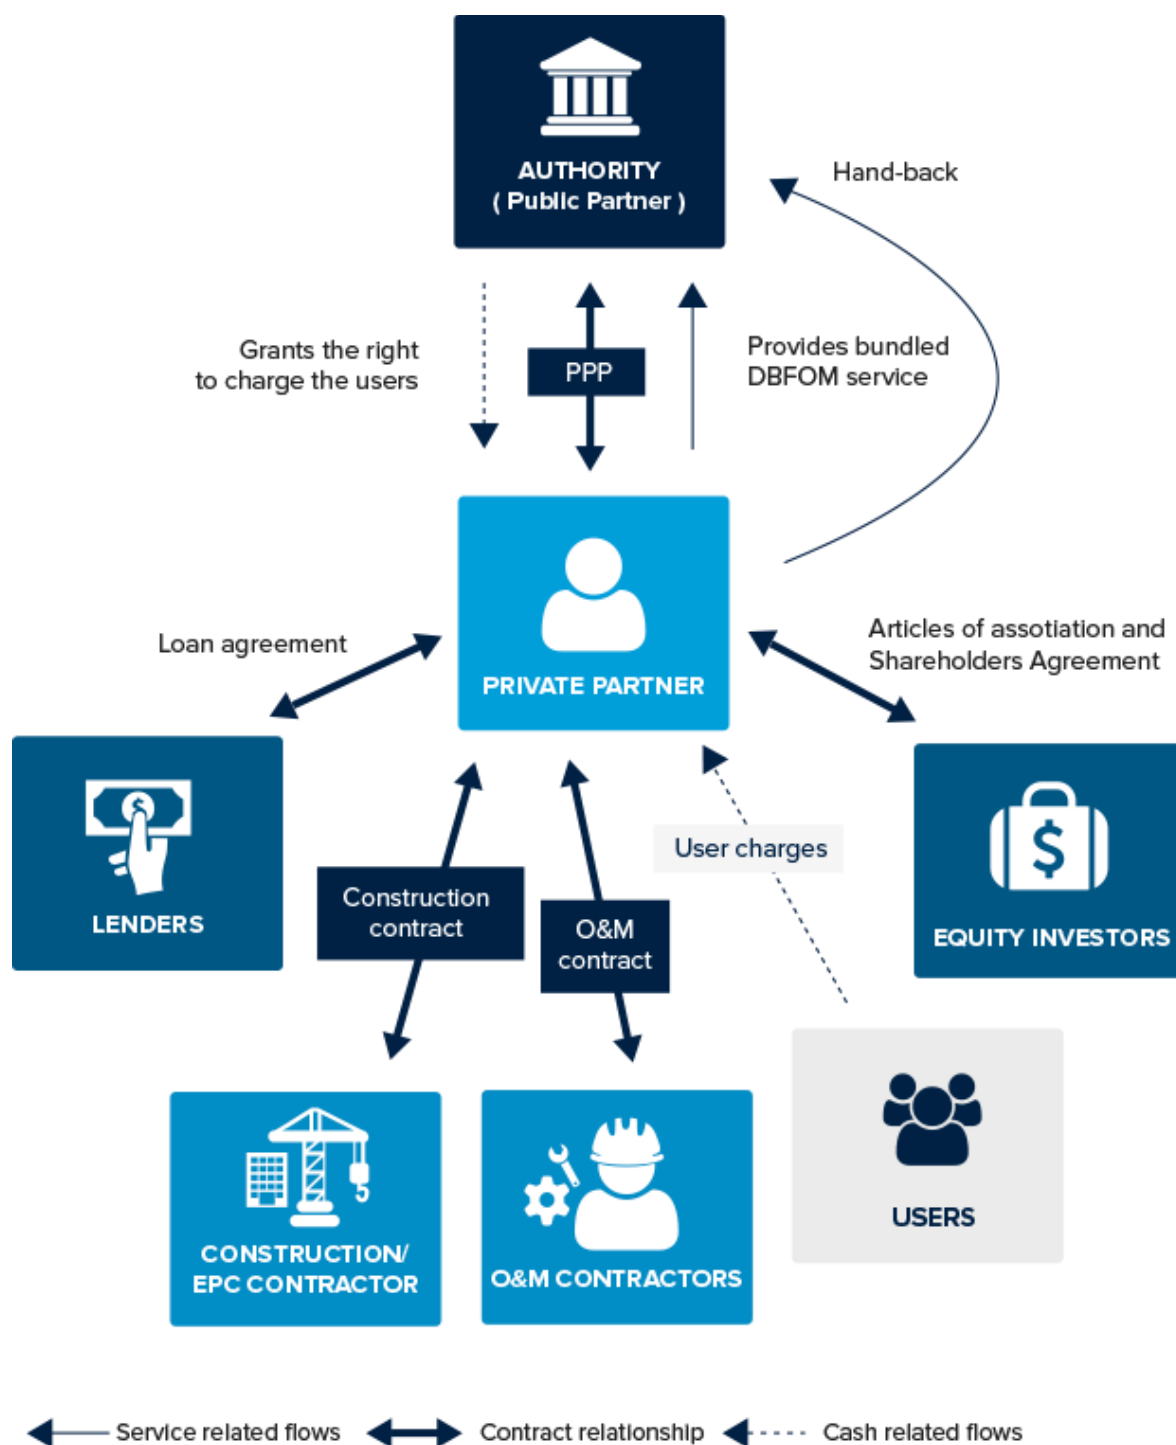 AUTHORITY
( Public Partner )
Hand-back
Grants the right
to charge the users
PPP
Provides bundled
DBFOM service
PRIVATE PARTNER
Loan agreement
Articles of assotiation and
Shareholders Agreement
LENDERS
Construction
contract
O&M
contract
User charges
$
EQUITY INVESTORS
CONSTRUCTION/
EPC CONTRACTOR
O&M CONTRACTORS
USERS
Service related flows
Contract relationship
Cash related flows